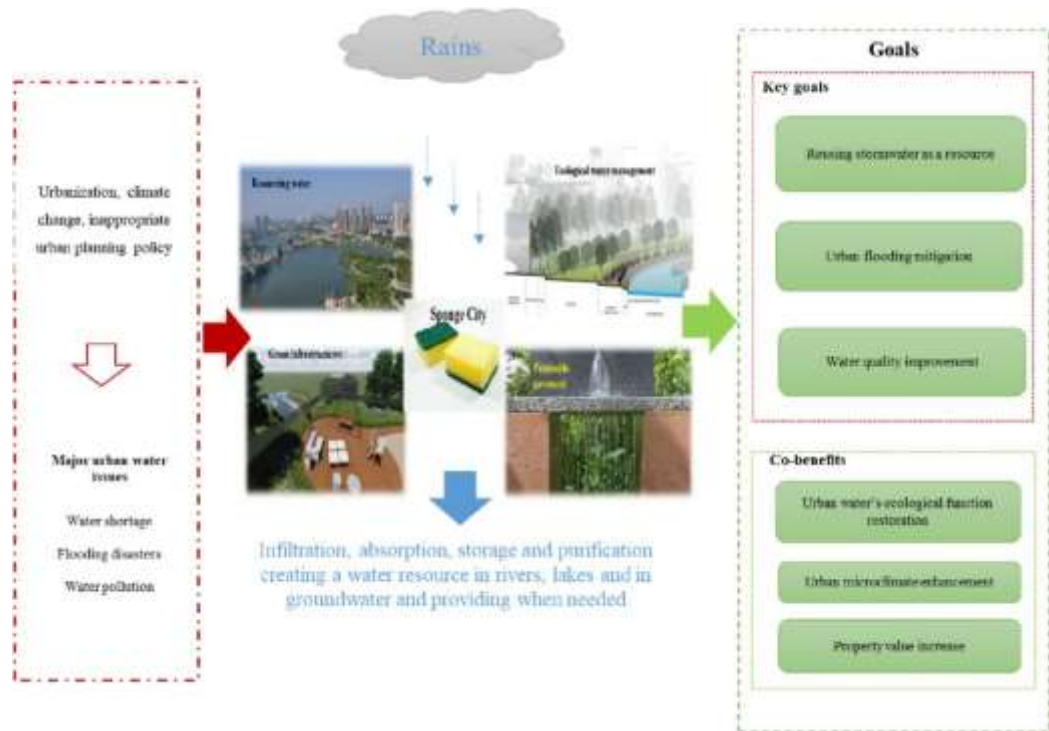 Rains
Urbanization, climate
change, inappropriate
urban planning policy
Major urban water
issues
Water shortage
Flooding disasters
Water pollution
water
Ecological water management
Sponge City
Green infrastructures
Infiltration, absorption, storage and purification
creating a water resource in rivers, lakes and in
groundwater and providing when needed
Goals
Key goals
Reusing stormwater as a resource
Urban flooding mitigation
Water quality improvement
Co-benefits
Urban water's ecological function
restoration
Urban microclimate enhancement
Property value increase